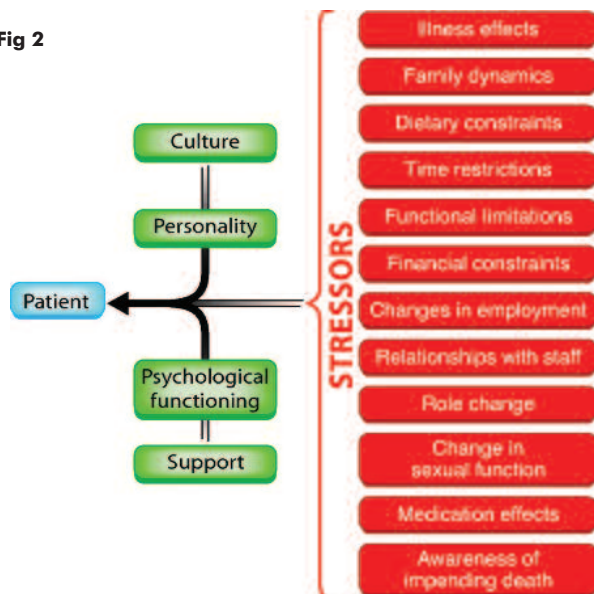 Fig 2
Culture
Personality
Patient
Psychological
functioning
Support
STRESSORS
Illness effects
Family dynamics
Dietary constraints
Time restrictions
Functional limitations
Financial constraints
Changes in employment
Relationships with staff
Role change
Change in
sexual function
Medication effects
Awareness of
impending death